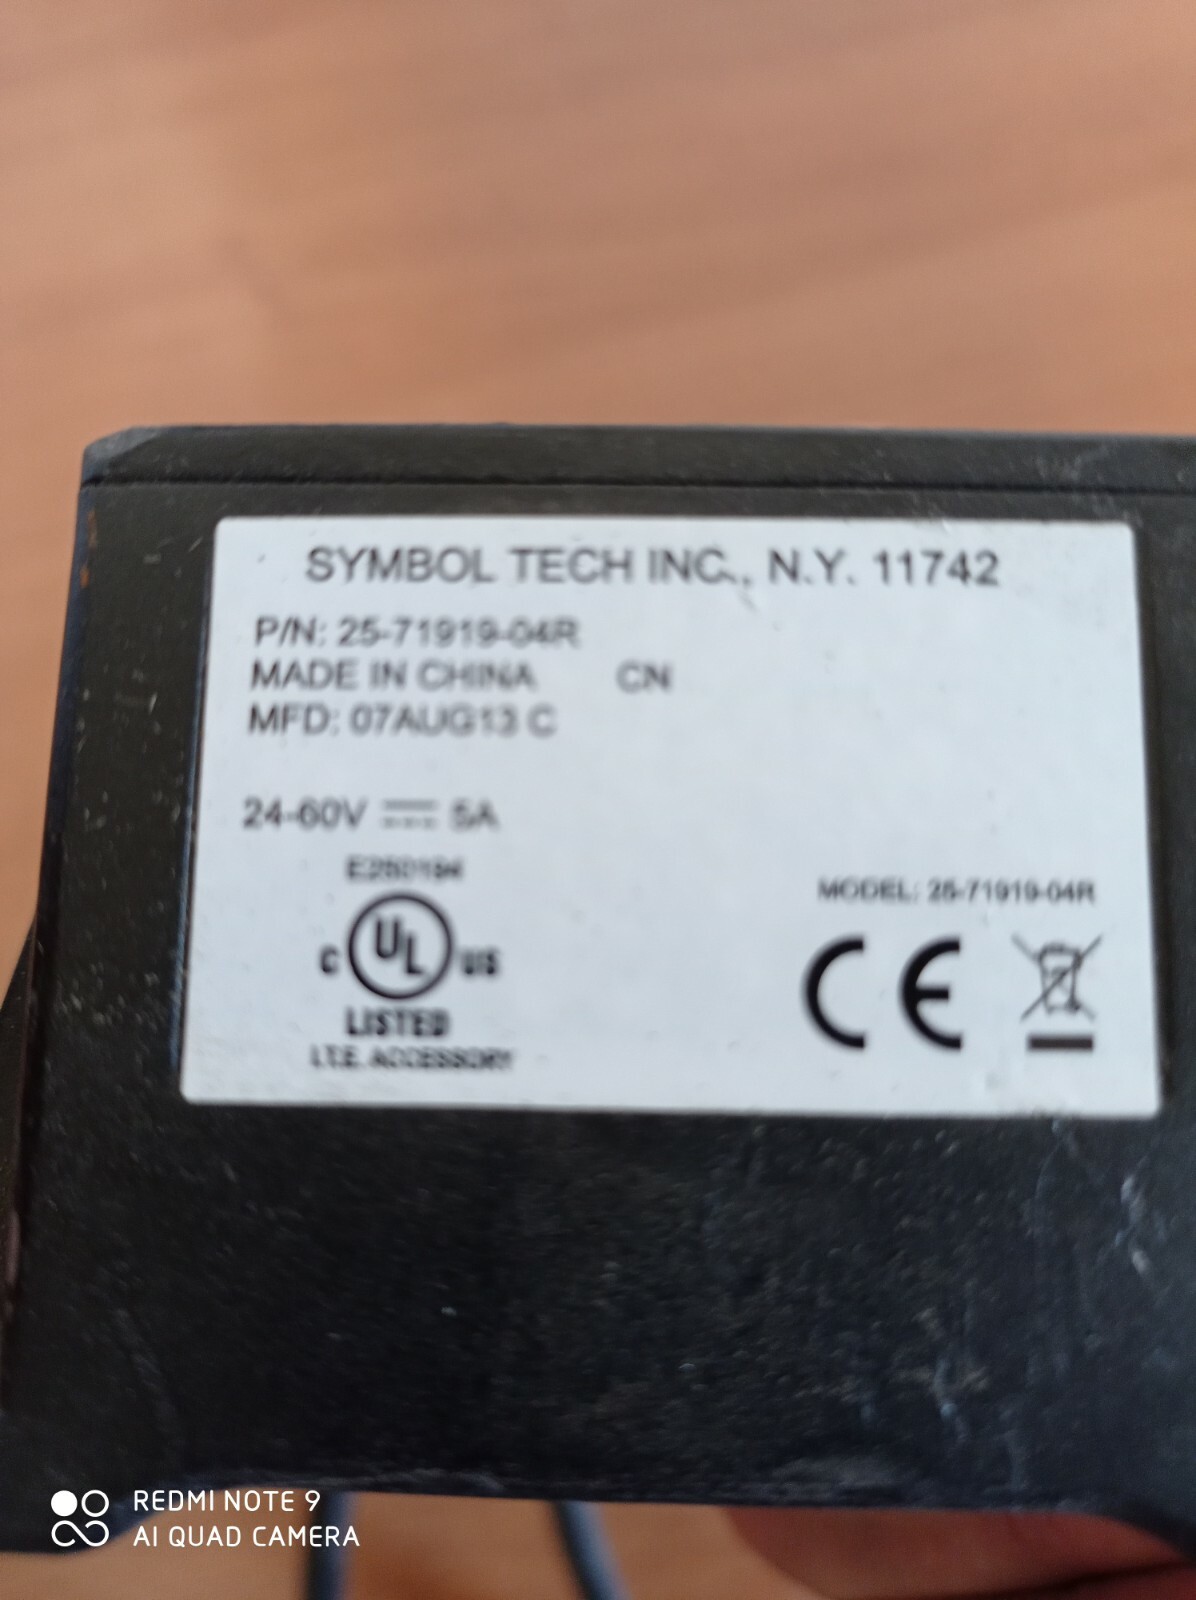 SYMBOL TECH INC., N.Y. 11742
P/N: 25-71919-04R
MADE IN CHINA CN
MFD: 07AUG13 C
24-60V 5A
E250194
C UL US
LISTED
I.T.E. ACCESSORY
MODEL: 25-71919-04R
CE
REDMI NOTE 9
AI QUAD CAMERA